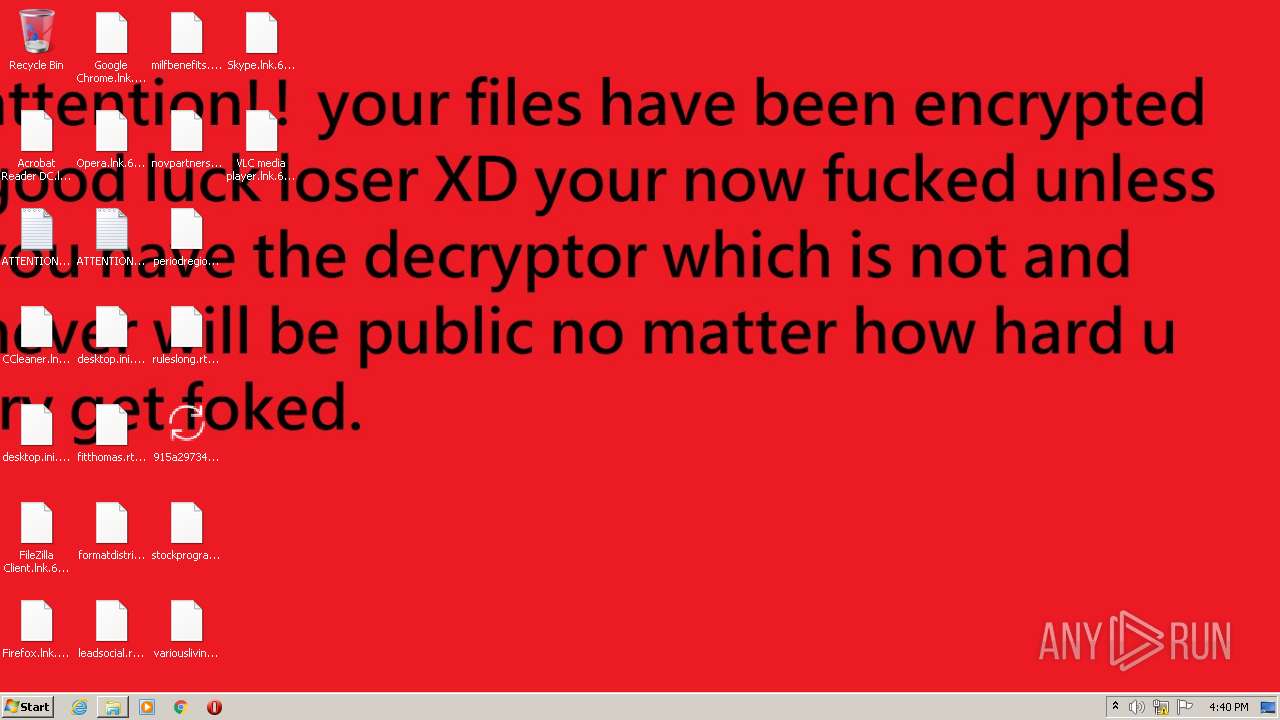 attention!! your files have been encrypted
good luck loser XD your now fucked unless
you have the decryptor which is not and
never will be public no matter how hard u
try get foked.
Recycle Bin
Google
Chrome.lnk....
milfbenefits....
Skype.lnk.6...
Acrobat
Reader DC.l...
Opera.lnk.6...
novpartners...
VLC media
player.lnk.6...
ATTENTION...
ATTENTION...
periodregio...
CCleaner.ln...
desktop.ini....
ruleslong.rt...
desktop.ini....
fitthomas.rt...
915a29734...
FileZilla
Client.lnk.6...
formatdistri...
stockprogra...
Firefox.lnk....
leadsocial.r...
variouslivin...
ANY RUN
Start
4:40 PM